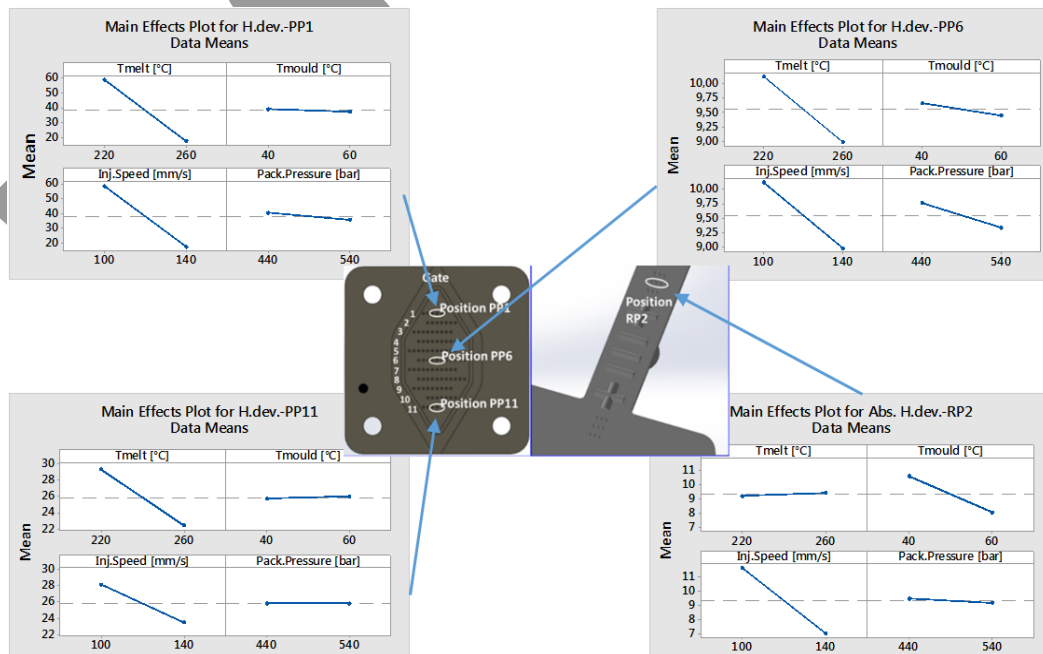 Main Effects Plot for H.dev.-PP1
Data Means
Tmelt [°C] Tmould [°C]
60
50
40
30
20
220 260 40 60
Inj.Speed [mm/s] Pack.Pressure [bar]
60
50
40
30
20
100 140 440 540
Mean
Main Effects Plot for H.dev.-PP6
Data Means
Tmelt [°C] Tmould [°C]
10,00
9,75
9,50
9,25
9,00
220 260 40 60
Inj.Speed [mm/s] Pack.Pressure [bar]
10,00
9,75
9,50
9,25
9,00
100 140 440 540
Mean
Gate
1 Position PP1
2
3
4
5
6 Position PP6
7
8
9
10
11 Position PP11
Position
RP2
Main Effects Plot for H.dev.-PP11
Data Means
Tmelt [°C] Tmould [°C]
30
28
26
24
22
220 260 40 60
Inj.Speed [mm/s] Pack.Pressure [bar]
30
28
26
24
22
100 140 440 540
Mean
Main Effects Plot for Abs. H.dev.-RP2
Data Means
Tmelt [°C] Tmould [°C]
11
10
9
8
7
220 260 40 60
Inj.Speed [mm/s] Pack.Pressure [bar]
11
10
9
8
7
100 140 440 540
Mean